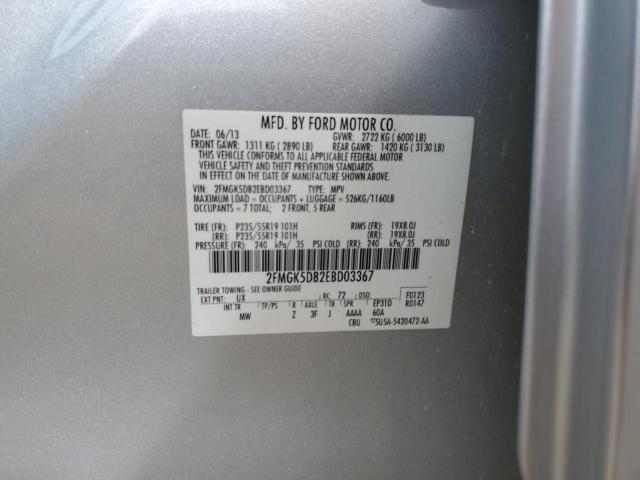 MFD. BY FORD MOTOR CO.
DATE: 06/13 GVWR: 2722 KG ( 6000 LB)
FRONT GAWR: 1311 KG ( 2890 LB) REAR GAWR: 1420 KG ( 3130 LB)
THIS VEHICLE CONFORMS TO ALL APPLICABLE FEDERAL MOTOR
VEHICLE SAFETY AND THEFT PREVENTION STANDARDS
IN EFFECT ON THE DATE OF MANUFACTURE SHOWN ABOVE.
VIN: 2FMGK5D82EBD03367 TYPE: MPV
MAXIMUM LOAD = OCCUPANTS + LUGGAGE = 526KG/1160LB
OCCUPANTS = 7 TOTAL: 2 FRONT, 5 REAR
TIRE (FR): P235/55R19 101H RIMS (FR): 19X8.0J
(RR): P235/55R19 101H (RR): 19X8.0J
PRESSURE (FR): 240 kPa/ 35 PSI COLD (RR): 240 kPa/ 35 PSI COLD
2FMGK5D82EBD03367
TRAILER TOWING - SEE OWNER GUIDE
EXT PNT: UX RC: 72 DSO: F0123
INT TR TP/PS R AXLE TR SPR EP31D R0147
MW Z 3F J AAAA 60A
CBU 5U5A-5420472-AA